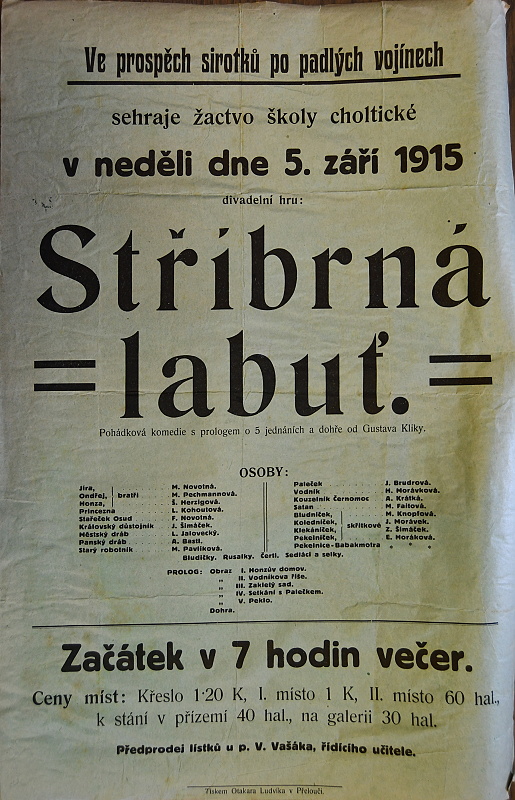 Ve prospěch sirotků po padlých vojínech
sehraje žactvo školy choltické
v neděli dne 5. září 1915
divadelní hru:
Stříbrná
labuť.
Pohádková komedie s prologem o 5 jednáních a dohře od Gustava Kliky.
OSOBY:
Jíra, M. Novotná.
Ondřej, bratři M. Pechmannová.
Honza, Š. Herzigová.
Princezna L. Kohoutová.
Stařeček Osud F. Novotná.
Královský důstojník J. Šimáček.
Městský dráb L. Jalovecký.
Panský dráb A. Bastl.
Starý robotník M. Pavlíková.
Paleček J. Brudrová.
Vodník H. Morávková.
Kouzelník Černomoc A. Krátká.
Satan M. Faltová.
Bludníček, M. Knopfová.
Koledníček, skřítkové J. Morávek.
Klekáníček, Z. Šimáček.
Pekelníček, E. Horáková.
Pekelnice-Babakmotra * * *
Bludičky. Rusalky. Čerti. Sedláci a selky.
PROLOG: Obraz I. Honzův domov.
„ II. Vodníkova říše.
„ III. Zakletý sad.
„ IV. Setkání s Palečkem.
„ V. Peklo.
Dohra.
Začátek v 7 hodin večer.
Ceny míst: Křeslo 1·20 K, I. místo 1 K, II. místo 60 hal.,
k stání v přízemí 40 hal., na galerii 30 hal.
Předprodej lístků u p. V. Vašáka, řídícího učitele.
Tiskem Otakara Ludvíka v Přelouči.